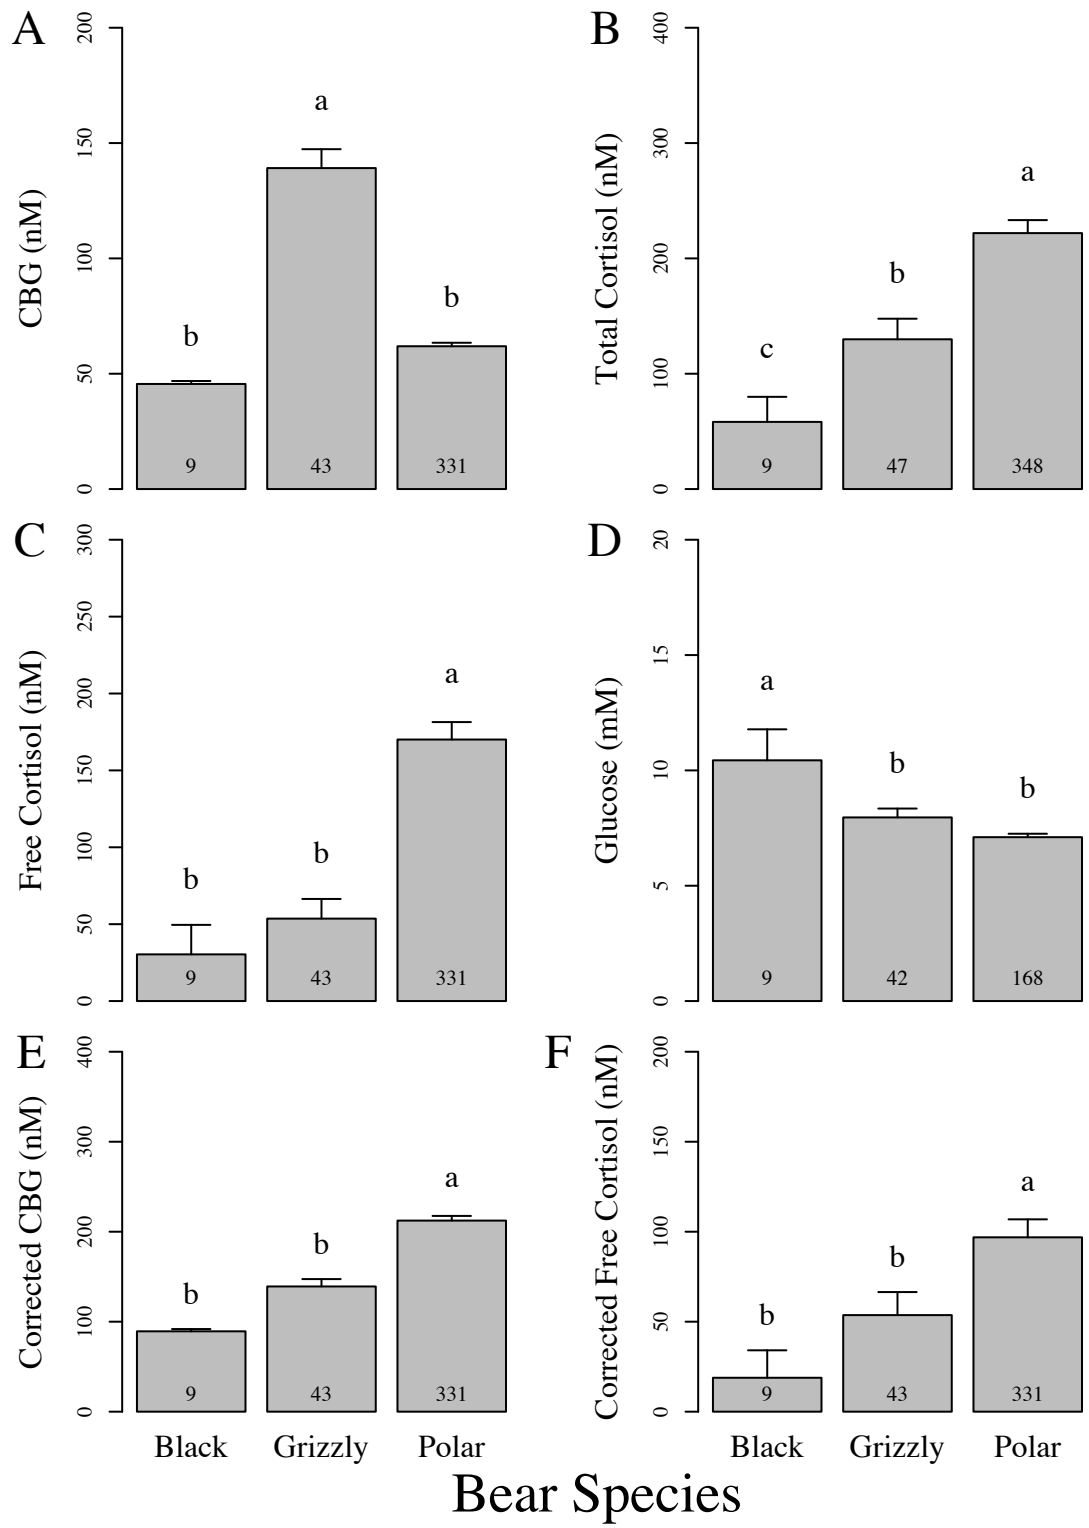 A
CBG (nM)
200
150
100
50
0
a
b
b
9
43
331
B
Total Cortisol (nM)
400
300
200
100
0
a
b
c
9
47
348
C
Free Cortisol (nM)
300
250
200
150
100
50
0
a
b
b
9
43
331
D
Glucose (mM)
20
15
10
5
0
a
b
b
9
42
168
E
Corrected CBG (nM)
400
300
200
100
0
a
b
b
9
43
331
Black Grizzly Polar
F
Corrected Free Cortisol (nM)
200
150
100
50
0
a
b
b
9
43
331
Black Grizzly Polar
Bear Species